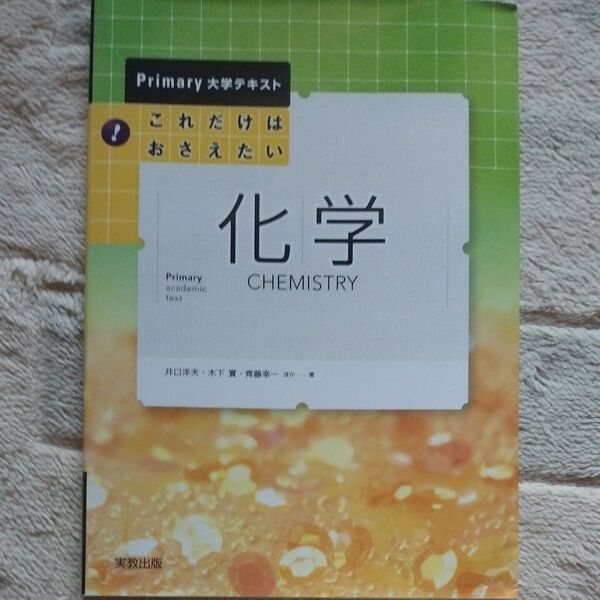 Primary 大学テキスト
!
これだけは
おさえたい
化学
CHEMISTRY
Primary
academic
text
井口洋夫・木下 實・齊藤幸一 ほか 著
実教出版